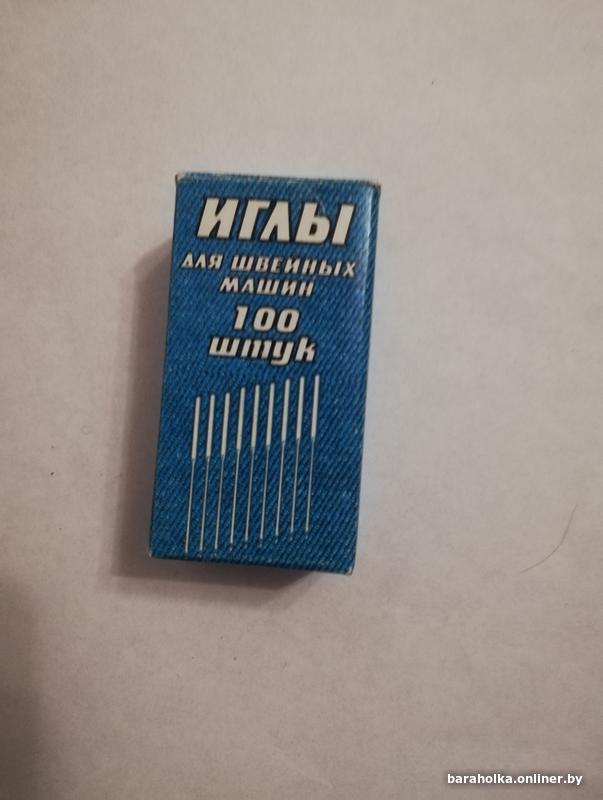 ИГЛЫ
ДЛЯ ШВЕЙНЫХ
МАШИН
100
штук
baraholka.onliner.by